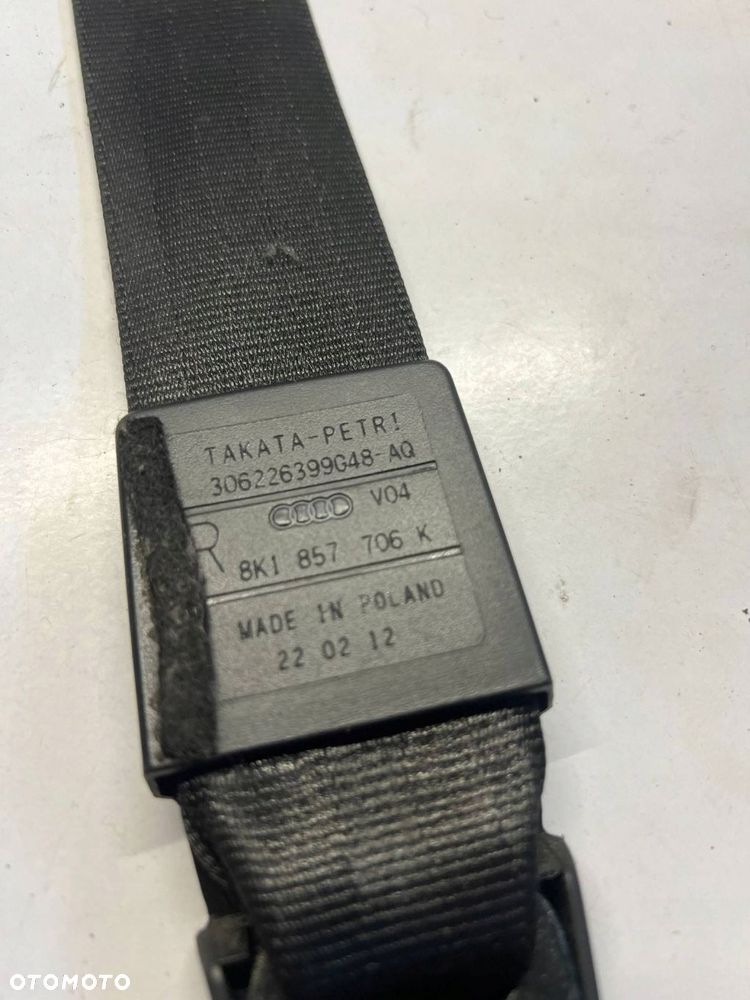 TAKATA-PETRI
306226399G48-AQ
V04
R
8K1 857 706 K
MADE IN POLAND
22 02 12
OTOMOTO